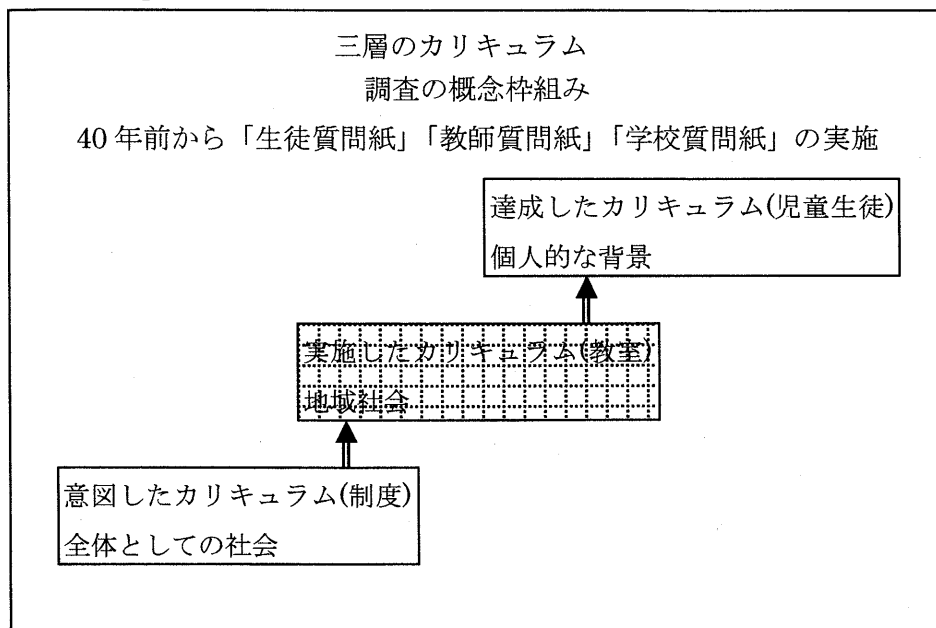 三層のカリキュラム
調査の概念枠組み
40年前から「生徒質問紙」「教師質問紙」「学校質問紙」の実施
達成したカリキュラム(児童生徒)
個人的な背景
実施したカリキュラム(教室)
地域社会
意図したカリキュラム(制度)
全体としての社会